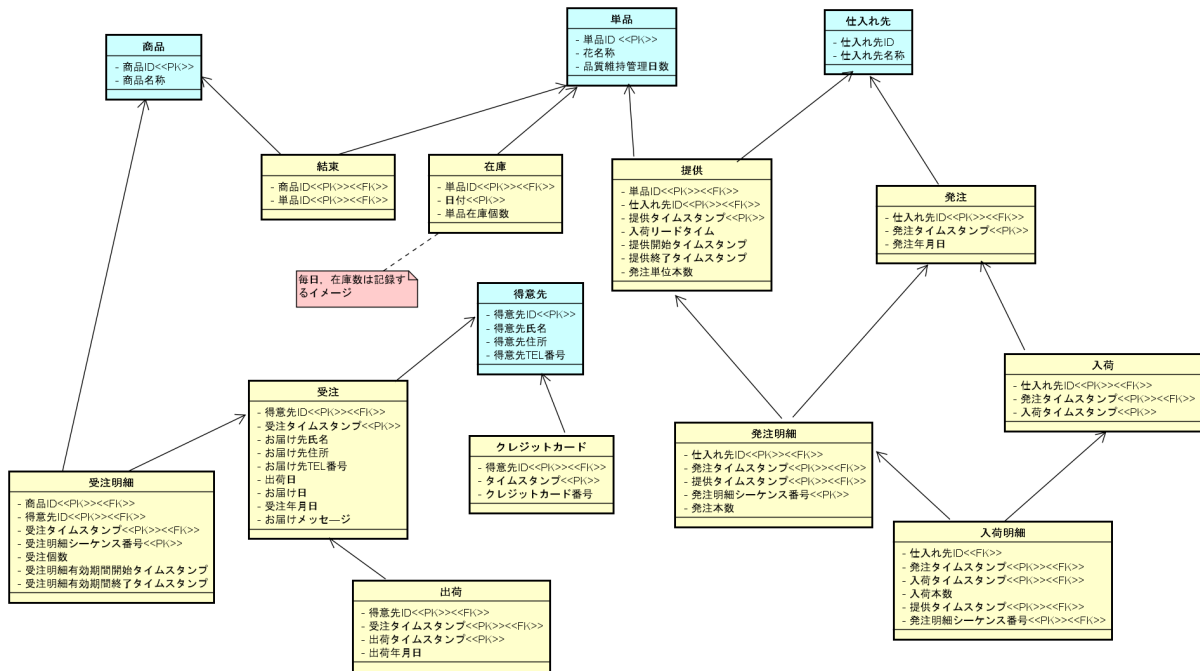 商品
- 商品ID<<PK>>
- 商品名称
単品
- 単品ID <<PK>>
- 花名称
- 品質維持管理日数
仕入れ先
- 仕入れ先ID
- 仕入れ先名称
結束
- 商品ID<<PK>><<FK>>
- 単品ID<<PK>><<FK>>
在庫
- 単品ID<<PK>><<FK>>
- 日付<<PK>>
- 単品在庫個数
提供
- 単品ID<<PK>><<FK>>
- 仕入れ先ID<<PK>><<FK>>
- 提供タイムスタンプ<<PK>>
- 入荷リードタイム
- 提供開始タイムスタンプ
- 提供終了タイムスタンプ
- 発注単位本数
発注
- 仕入れ先ID<<PK>><<FK>>
- 発注タイムスタンプ<<PK>>
- 発注年月日
毎日、在庫数は記録す
るイメージ
得意先
- 得意先ID<<PK>>
- 得意先氏名
- 得意先住所
- 得意先TEL番号
入荷
- 仕入れ先ID<<PK>><<FK>>
- 発注タイムスタンプ<<PK>><<FK>>
- 入荷タイムスタンプ<<PK>>
受注
- 得意先ID<<PK>><<FK>>
- 受注タイムスタンプ<<PK>>
- お届け先氏名
- お届け先住所
- お届け先TEL番号
- 出荷日
- お届け日
- 受注年月日
- お届けメッセージ
クレジットカード
- 得意先ID<<PK>><<FK>>
- タイムスタンプ<<PK>>
- クレジットカード番号
発注明細
- 仕入れ先ID<<PK>><<FK>>
- 発注タイムスタンプ<<PK>><<FK>>
- 提供タイムスタンプ<<PK>><<FK>>
- 発注明細シーケンス番号<<PK>>
- 発注本数
受注明細
- 商品ID<<PK>><<FK>>
- 得意先ID<<PK>><<FK>>
- 受注タイムスタンプ<<PK>><<FK>>
- 受注明細シーケンス番号<<PK>>
- 受注個数
- 受注明細有効期間開始タイムスタンプ
- 受注明細有効期間終了タイムスタンプ
入荷明細
- 仕入れ先ID<<FK>>
- 発注タイムスタンプ<<PK>><<FK>>
- 入荷タイムスタンプ<<PK>><<FK>>
- 入荷本数
- 提供タイムスタンプ<<PK>><<FK>>
- 発注明細シーケンス番号<<PK>><<FK>>
出荷
- 得意先ID<<PK>><<FK>>
- 受注タイムスタンプ<<PK>><<FK>>
- 出荷タイムスタンプ<<PK>>
- 出荷年月日